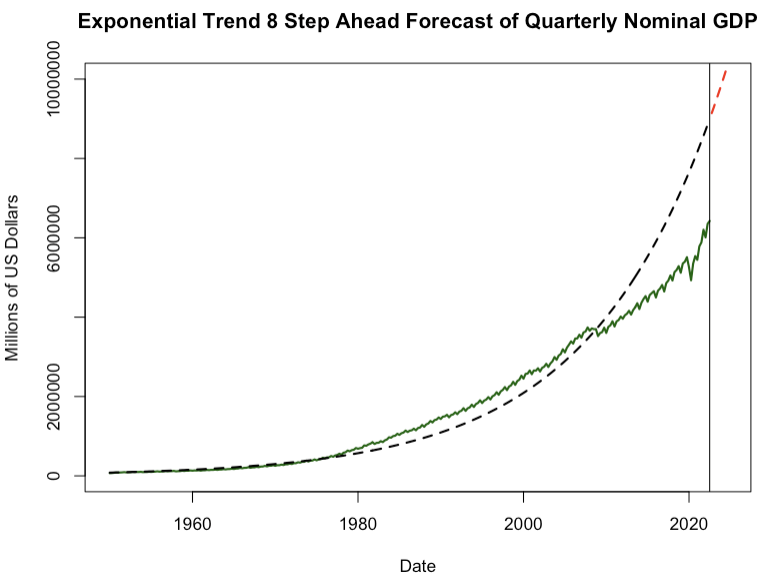 Exponential Trend 8 Step Ahead Forecast of Quarterly Nominal GDP
Millions of US Dollars
10000000
6000000
2000000
0
1960
1980
2000
2020
Date